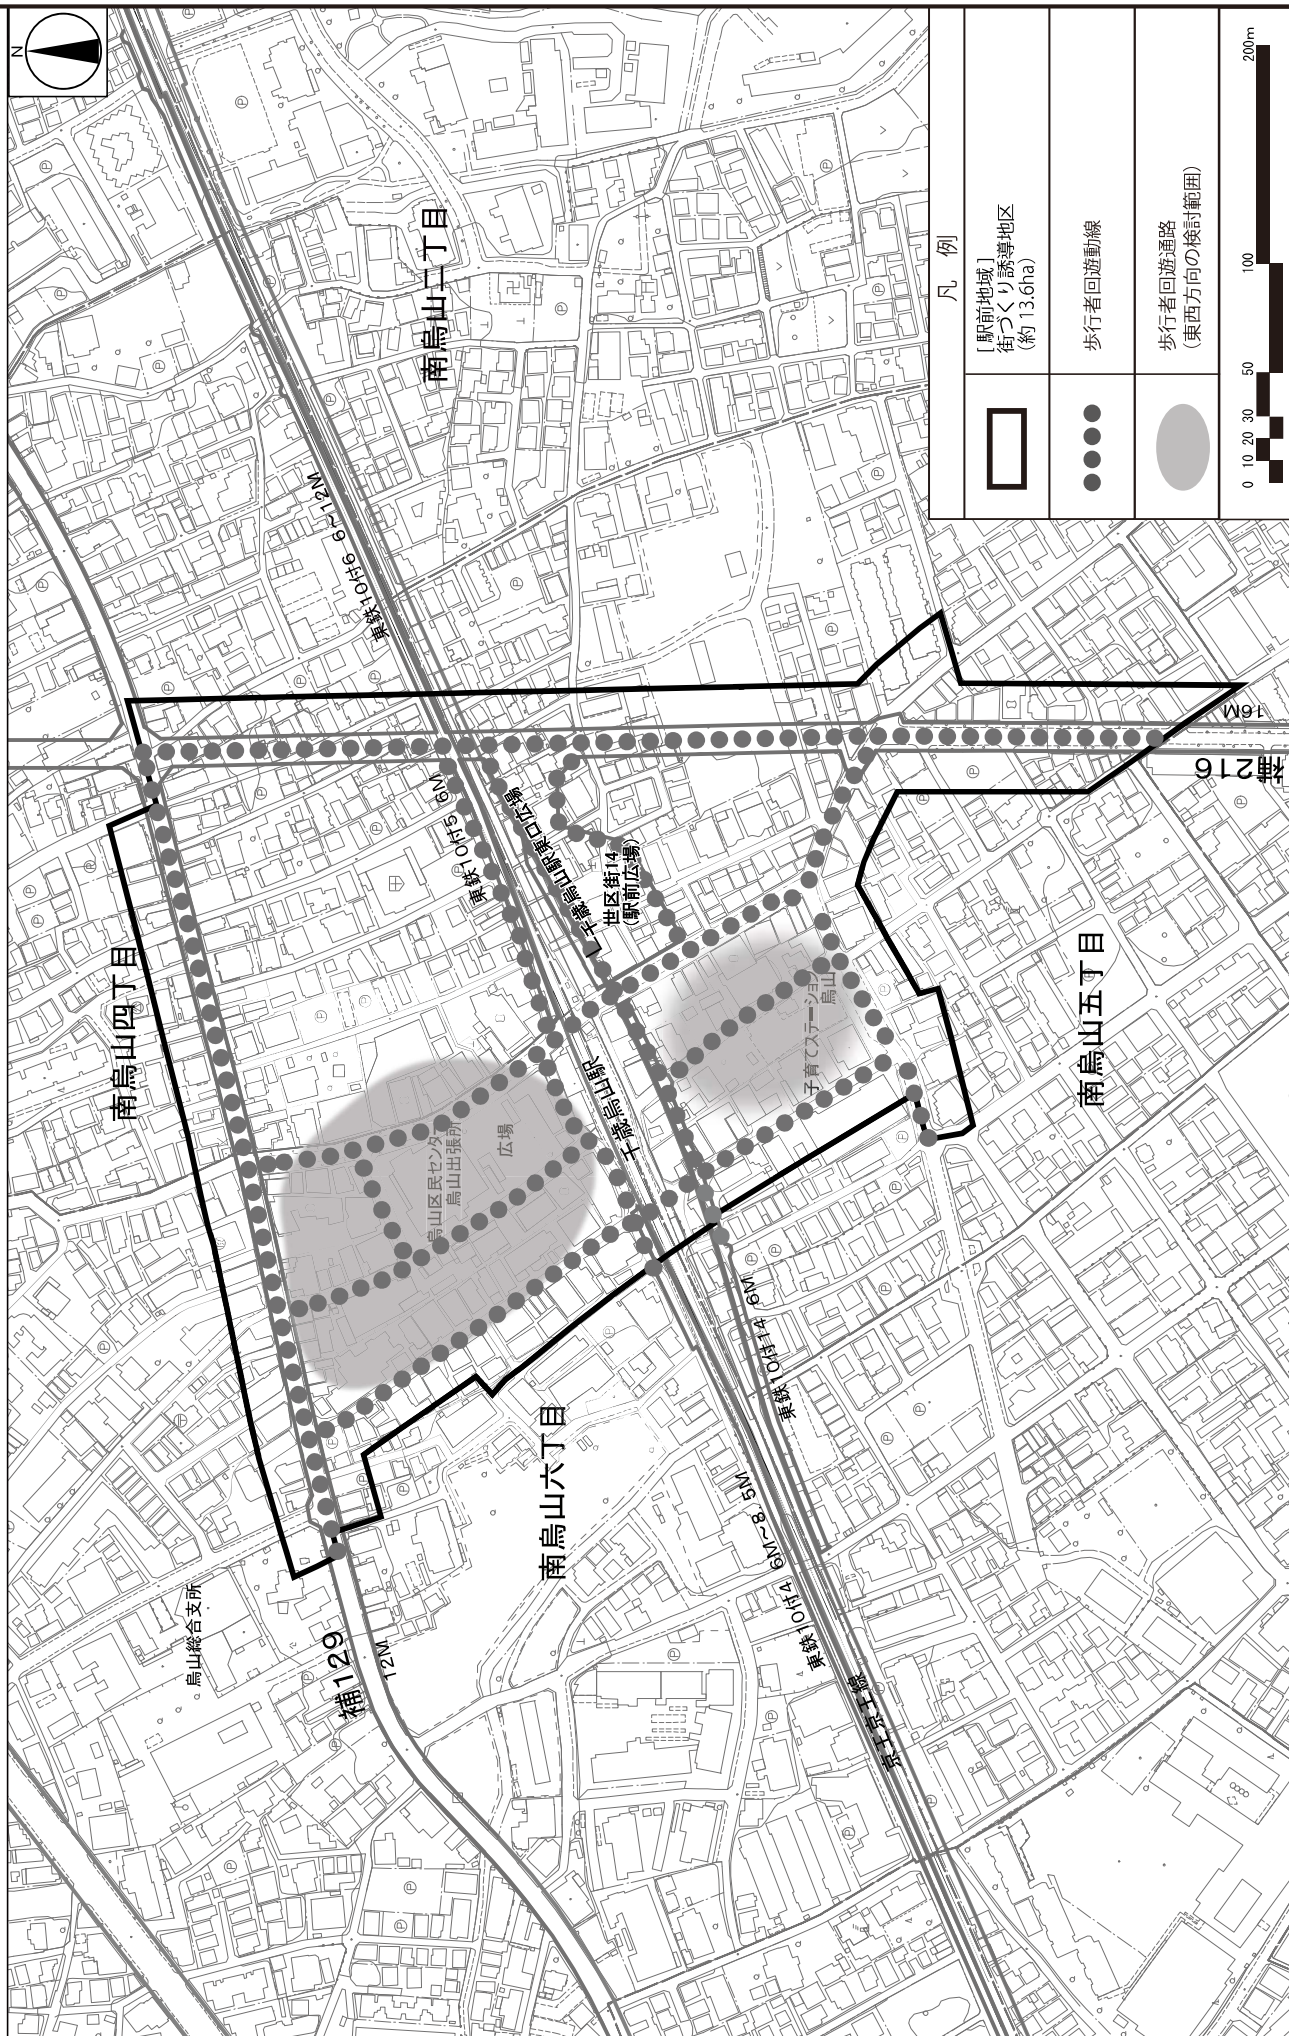 N
南烏山四丁目
南烏山二丁目
南烏山五丁目
南烏山六丁目
東鉄10付6 6~12M
東鉄10付5 6M
千歳烏山駅東口広場
世区街14
(駅前広場)
千歳烏山駅
烏山区民センター
烏山出張所
広場
子育てステーション
烏山
東鉄10付14 6M
東鉄10付4 6M~8.5M
京王京王線
烏山総合支所
補129
12M
補216
16M
凡 例
[駅前地域]
街づくり誘導地区
(約 13.6ha)
歩行者回遊動線
歩行者回遊通路
(東西方向の検討範囲)
0 10 20 30 50 100 200m